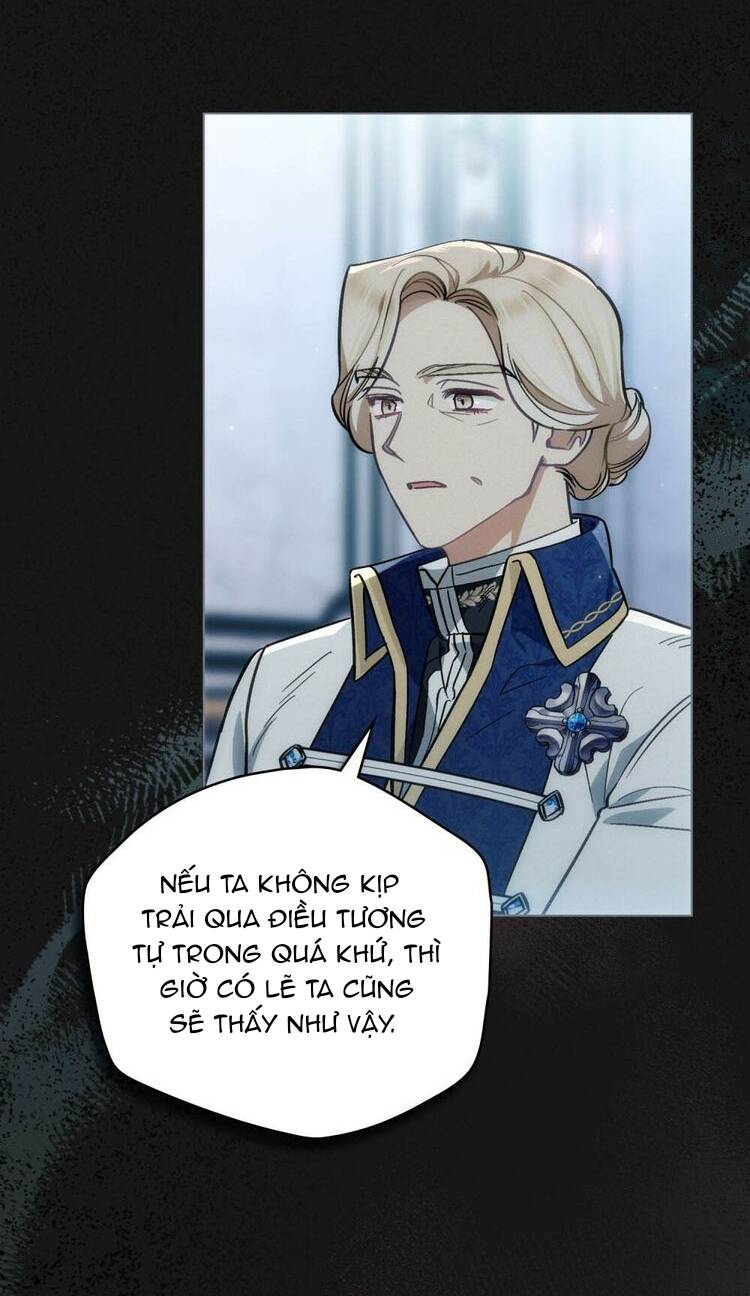 NẾU TA KHÔNG KỊP
TRẢI QUA ĐIỀU TƯƠNG
TỰ TRONG QUÁ KHỨ, THÌ
GIỜ CÓ LẼ TA CŨNG
SẼ THẤY NHƯ VẬY.